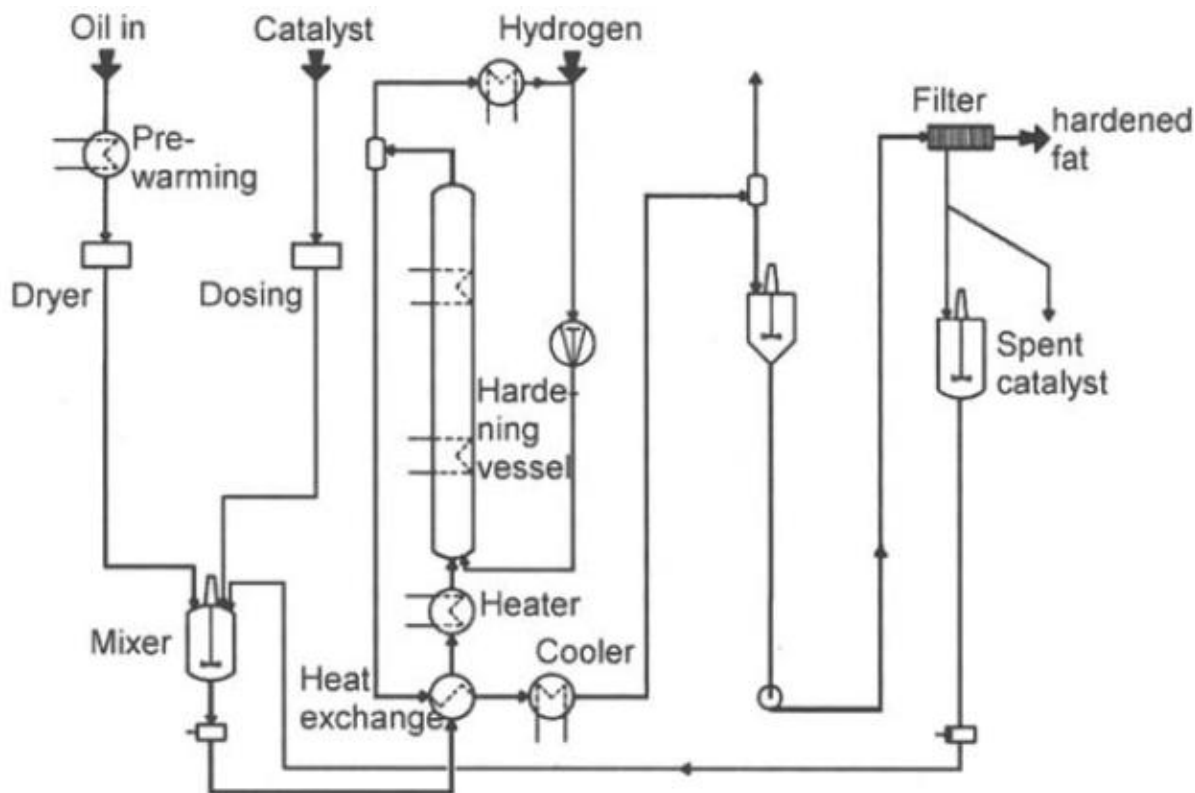 Oil in
Catalyst
Hydrogen
Pre-
warming
Filter
hardened
fat
Dryer
Dosing
Harde-
ning
vessel
Spent
catalyst
Heater
Mixer
Cooler
Heat
exchange